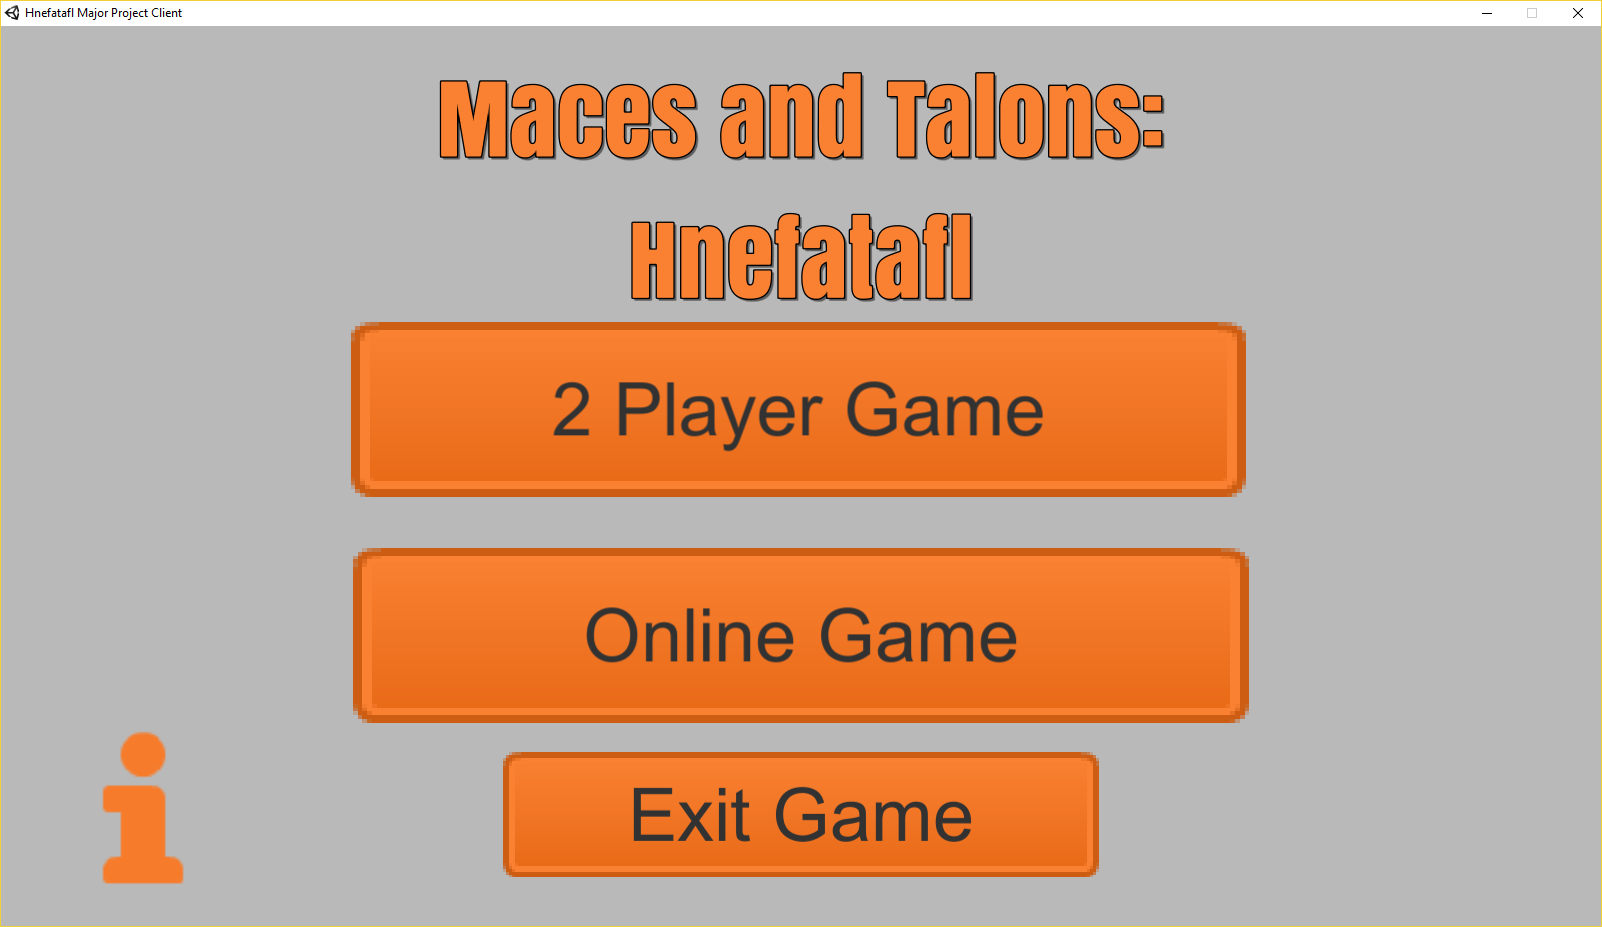 Hnefatafl Major Project Client
Maces and Talons:
Hnefatafl
2 Player Game
Online Game
Exit Game